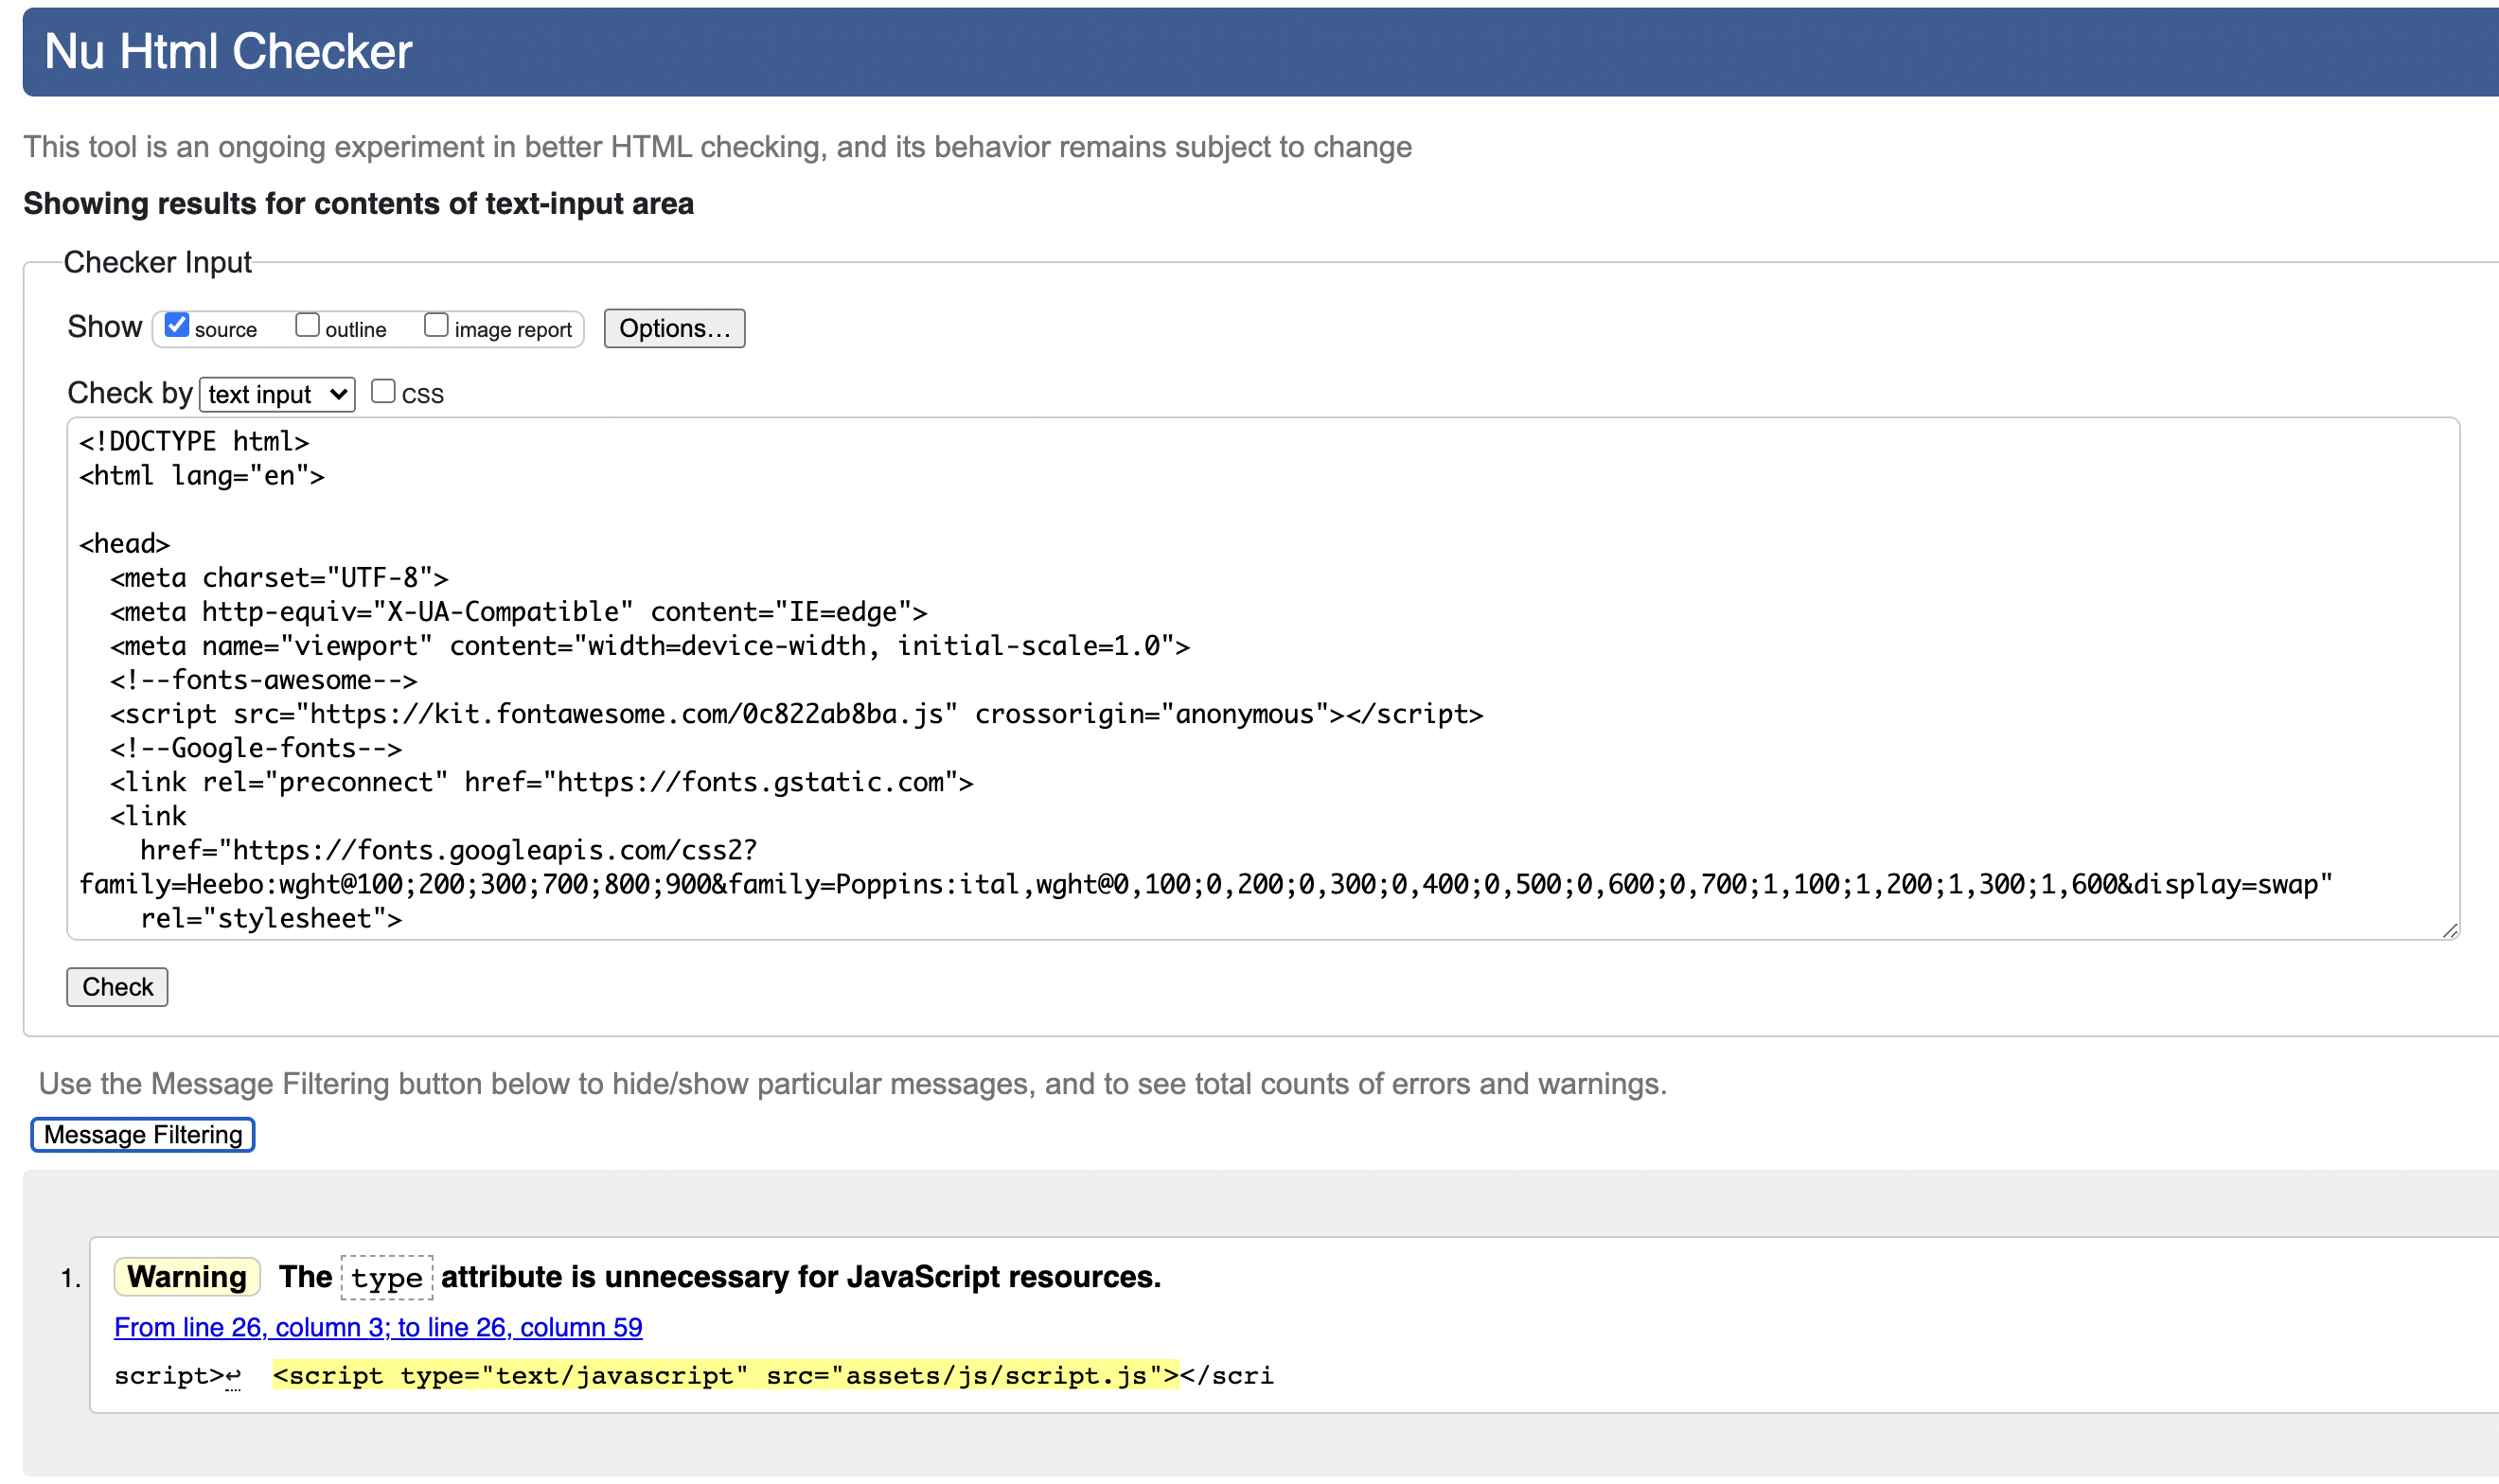 Nu Html Checker
This tool is an ongoing experiment in better HTML checking, and its behavior remains subject to change
Showing results for contents of text-input area
Checker Input
Show source outline image report Options...
Check by text input css
<!DOCTYPE html>
<html lang="en">
<head>
<meta charset="UTF-8">
<meta http-equiv="X-UA-Compatible" content="IE=edge">
<meta name="viewport" content="width=device-width, initial-scale=1.0">
<!--fonts-awesome-->
<script src="https://kit.fontawesome.com/0c822ab8ba.js" crossorigin="anonymous"></script>
<!--Google-fonts-->
<link rel="preconnect" href="https://fonts.gstatic.com">
<link
href="https://fonts.googleapis.com/css2?
family=Heebo:wght@100;200;300;700;800;900&family=Poppins:ital,wght@0,100;0,200;0,300;0,400;0,500;0,600;0,700;1,100;1,200;1,300;1,600&display=swap"
rel="stylesheet">
Check
Use the Message Filtering button below to hide/show particular messages, and to see total counts of errors and warnings.
Message Filtering
1. Warning The type attribute is unnecessary for JavaScript resources.
From line 26, column 3; to line 26, column 59
script>↩ <script type="text/javascript" src="assets/js/script.js"></scri